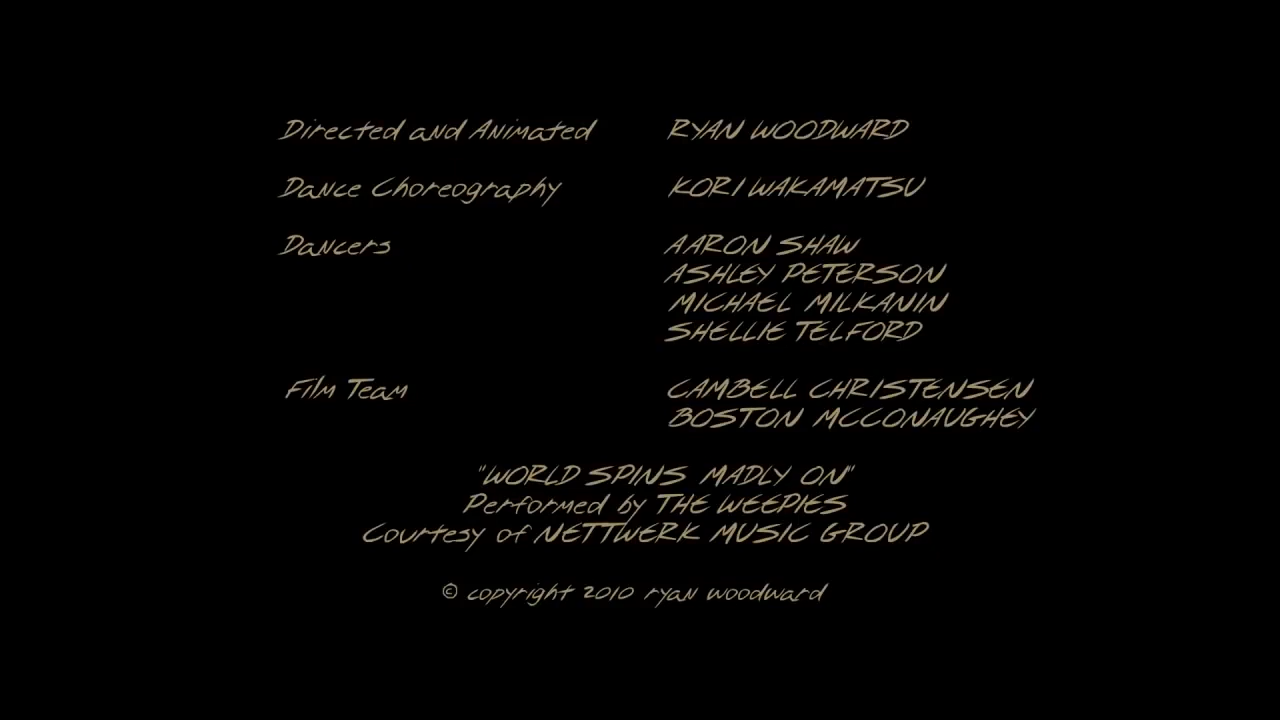 Directed and Animated RYAN WOODWARD
Dance Choreography KORI WAKAMATSU
Dancers AARON SHAW
ASHLEY PETERSON
MICHAEL MILKANIN
SHELLIE TELFORD
Film Team CAMBELL CHRISTENSEN
BOSTON MCCONAUGHEY
"WORLD SPINS MADLY ON"
Performed by THE WEEPIES
Courtesy of NETTWERK MUSIC GROUP
© copyright 2010 ryan woodward